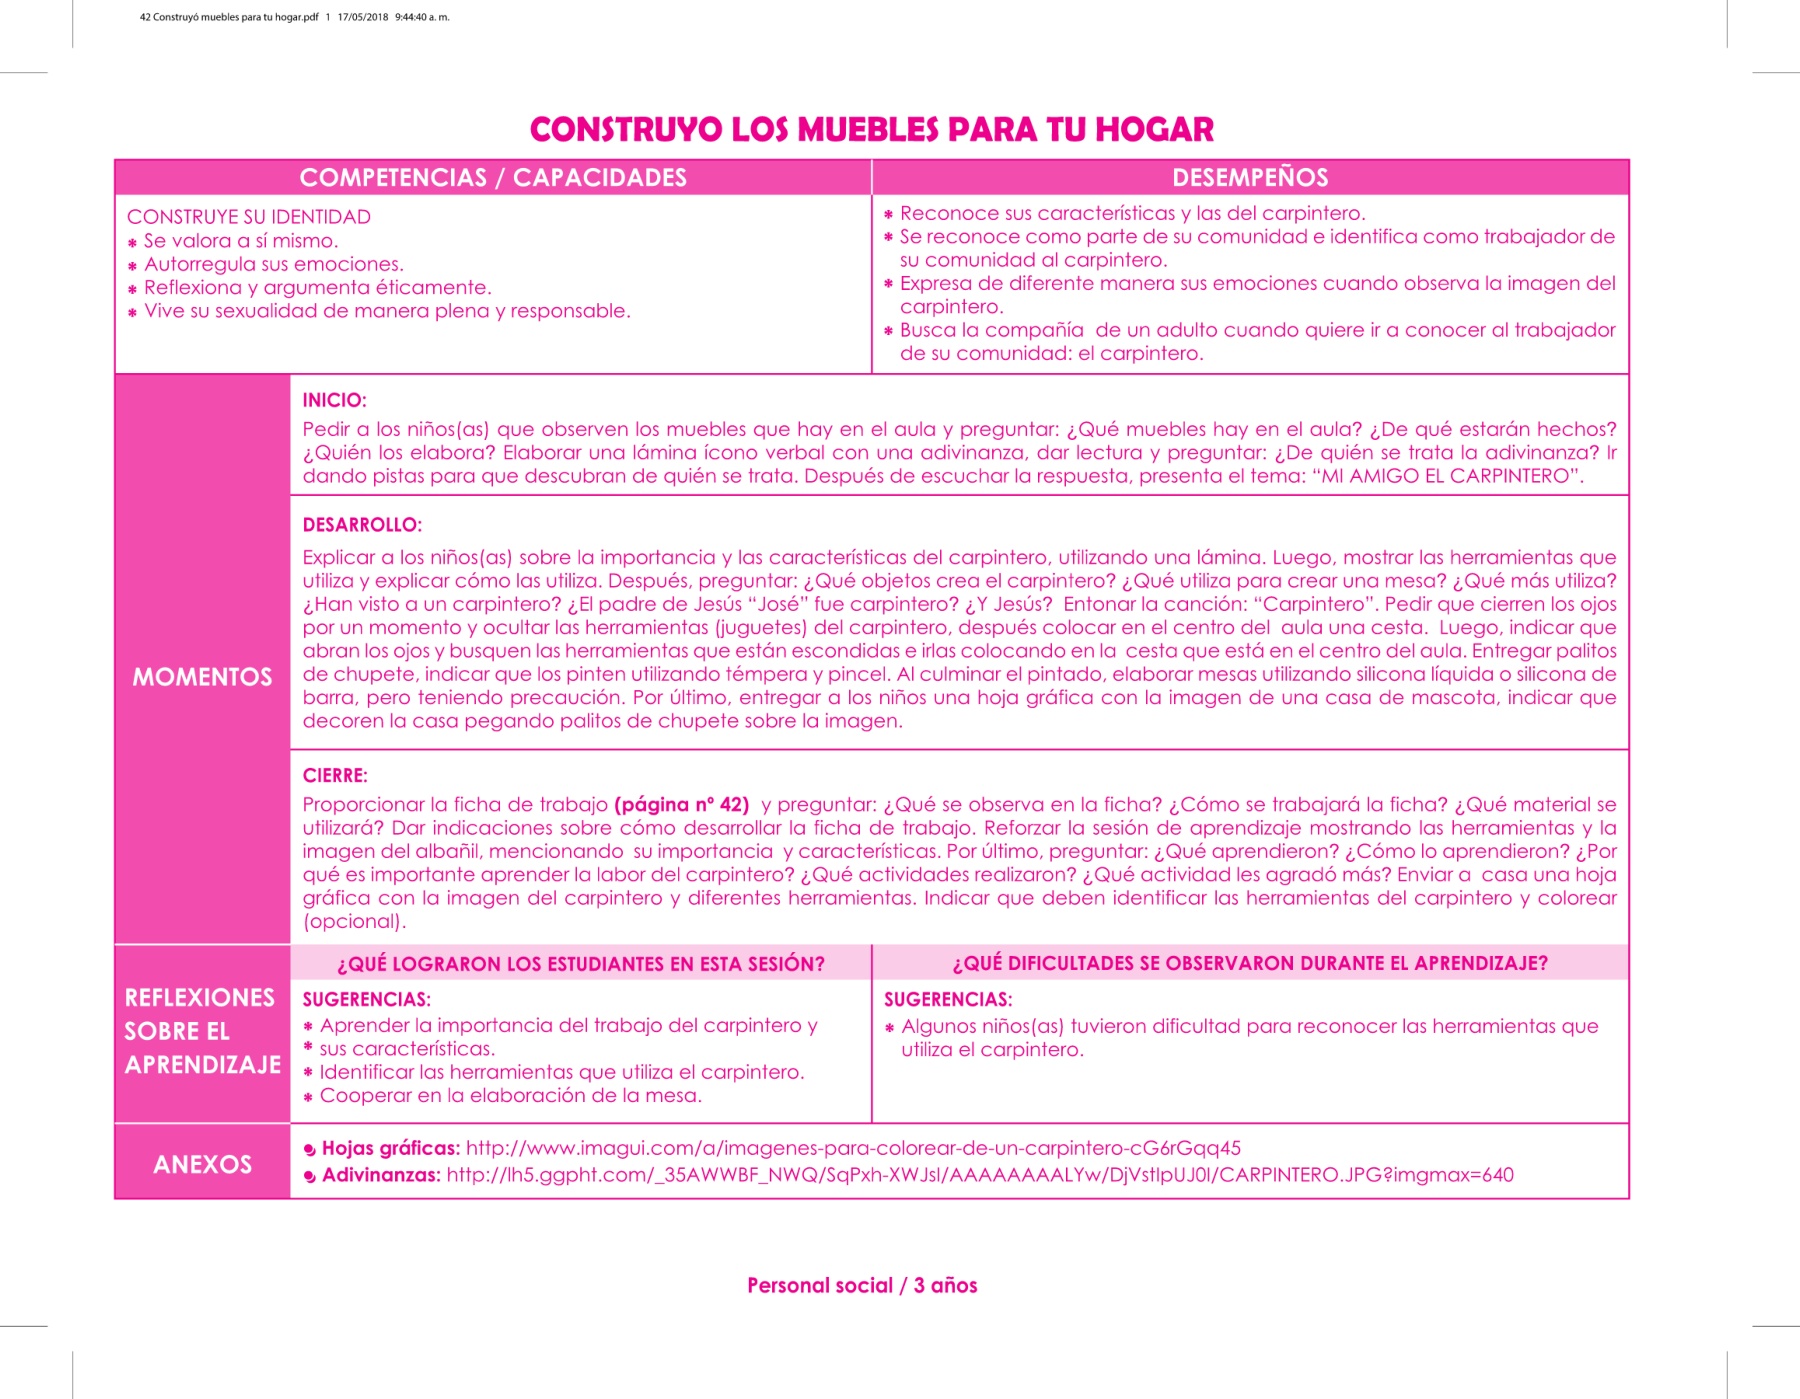 42 Construyó muebles para tu hogar.pdf 1 17/05/2018 9:44:40 a. m.
CONSTRUYO LOS MUEBLES PARA TU HOGAR
COMPETENCIAS / CAPACIDADES
DESEMPEÑOS
CONSTRUYE SU IDENTIDAD
* Se valora a sí mismo.
* Autorregula sus emociones.
* Reflexiona y argumenta éticamente.
* Vive su sexualidad de manera plena y responsable.
* Reconoce sus características y las del carpintero.
* Se reconoce como parte de su comunidad e identifica como trabajador de
su comunidad al carpintero.
* Expresa de diferente manera sus emociones cuando observa la imagen del
carpintero.
* Busca la compañía de un adulto cuando quiere ir a conocer al trabajador
de su comunidad: el carpintero.
MOMENTOS
INICIO:
Pedir a los niños(as) que observen los muebles que hay en el aula y preguntar: ¿Qué muebles hay en el aula? ¿De qué estarán hechos?
¿Quién los elabora? Elaborar una lámina ícono verbal con una adivinanza, dar lectura y preguntar: ¿De quién se trata la adivinanza? Ir
dando pistas para que descubran de quién se trata. Después de escuchar la respuesta, presenta el tema: “MI AMIGO EL CARPINTERO”.
DESARROLLO:
Explicar a los niños(as) sobre la importancia y las características del carpintero, utilizando una lámina. Luego, mostrar las herramientas que
utiliza y explicar cómo las utiliza. Después, preguntar: ¿Qué objetos crea el carpintero? ¿Qué utiliza para crear una mesa? ¿Qué más utiliza?
¿Han visto a un carpintero? ¿El padre de Jesús “José” fue carpintero? ¿Y Jesús? Entonar la canción: “Carpintero”. Pedir que cierren los ojos
por un momento y ocultar las herramientas (juguetes) del carpintero, después colocar en el centro del aula una cesta. Luego, indicar que
abran los ojos y busquen las herramientas que están escondidas e irlas colocando en la cesta que está en el centro del aula. Entregar palitos
de chupete, indicar que los pinten utilizando témpera y pincel. Al culminar el pintado, elaborar mesas utilizando silicona líquida o silicona de
barra, pero teniendo precaución. Por último, entregar a los niños una hoja gráfica con la imagen de una casa de mascota, indicar que
decoren la casa pegando palitos de chupete sobre la imagen.
CIERRE:
Proporcionar la ficha de trabajo (página nº 42) y preguntar: ¿Qué se observa en la ficha? ¿Cómo se trabajará la ficha? ¿Qué material se
utilizará? Dar indicaciones sobre cómo desarrollar la ficha de trabajo. Reforzar la sesión de aprendizaje mostrando las herramientas y la
imagen del albañil, mencionando su importancia y características. Por último, preguntar: ¿Qué aprendieron? ¿Cómo lo aprendieron? ¿Por
qué es importante aprender la labor del carpintero? ¿Qué actividades realizaron? ¿Qué actividad les agradó más? Enviar a casa una hoja
gráfica con la imagen del carpintero y diferentes herramientas. Indicar que deben identificar las herramientas del carpintero y colorear
(opcional).
REFLEXIONES
SOBRE EL
APRENDIZAJE
¿QUÉ LOGRARON LOS ESTUDIANTES EN ESTA SESIÓN?
SUGERENCIAS:
* Aprender la importancia del trabajo del carpintero y
* sus características.
* Identificar las herramientas que utiliza el carpintero.
* Cooperar en la elaboración de la mesa.
¿QUÉ DIFICULTADES SE OBSERVARON DURANTE EL APRENDIZAJE?
SUGERENCIAS:
* Algunos niños(as) tuvieron dificultad para reconocer las herramientas que
utiliza el carpintero.
ANEXOS
Hojas gráficas: http://www.imagui.com/a/imagenes-para-colorear-de-un-carpintero-cG6rGqq45
Adivinanzas: http://lh5.ggpht.com/_35AWWBF_NWQ/SqPxh-XWJsI/AAAAAAAALYw/DjVstlpUJ0I/CARPINTERO.JPG?imgmax=640
Personal social / 3 años